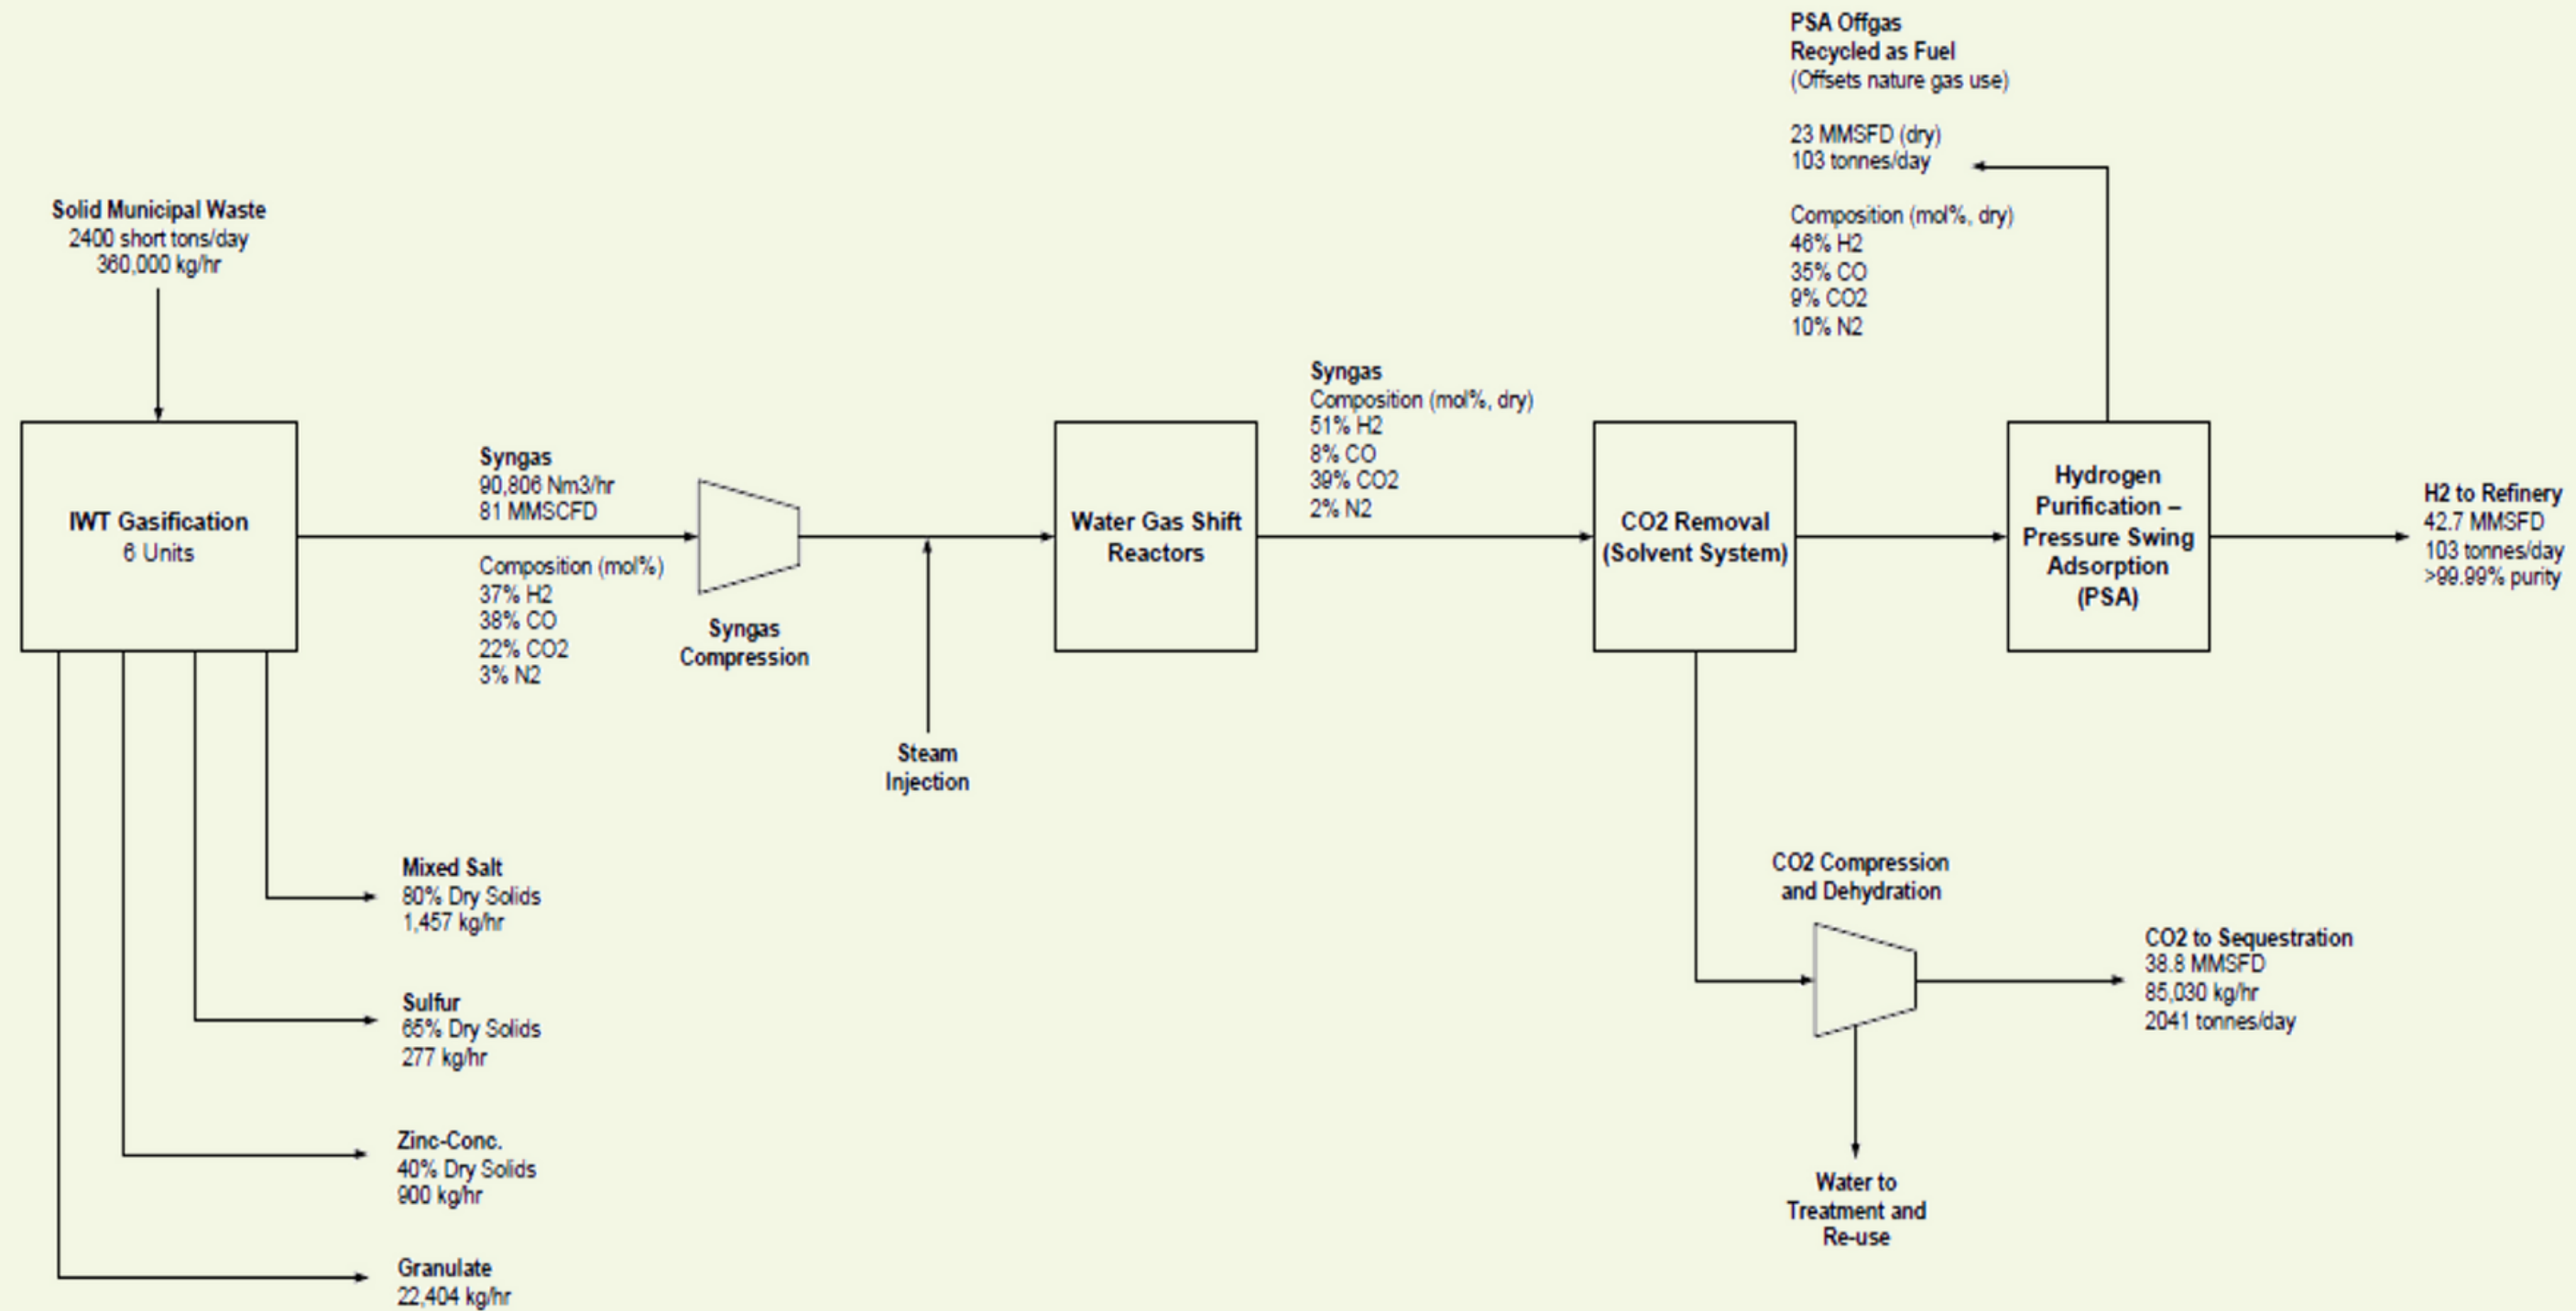 PSA Offgas
Recycled as Fuel
(Offsets nature gas use)
23 MMSFD (dry)
103 tonnes/day
Composition (mol%, dry)
46% H2
35% CO
9% CO2
10% N2
Solid Municipal Waste
2400 short tons/day
360,000 kg/hr
IWT Gasification
6 Units
Syngas
90,806 Nm3/hr
81 MMSCFD
Composition (mol%)
37% H2
38% CO
22% CO2
3% N2
Syngas
Compression
Steam
Injection
Water Gas Shift
Reactors
Syngas
Composition (mol%, dry)
51% H2
8% CO
39% CO2
2% N2
CO2 Removal
(Solvent System)
Hydrogen
Purification –
Pressure Swing
Adsorption
(PSA)
H2 to Refinery
42.7 MMSFD
103 tonnes/day
>99.99% purity
Mixed Salt
80% Dry Solids
1,457 kg/hr
Sulfur
65% Dry Solids
277 kg/hr
Zinc-Conc.
40% Dry Solids
900 kg/hr
Granulate
22,404 kg/hr
CO2 Compression
and Dehydration
CO2 to Sequestration
38.8 MMSFD
85,030 kg/hr
2041 tonnes/day
Water to
Treatment and
Re-use